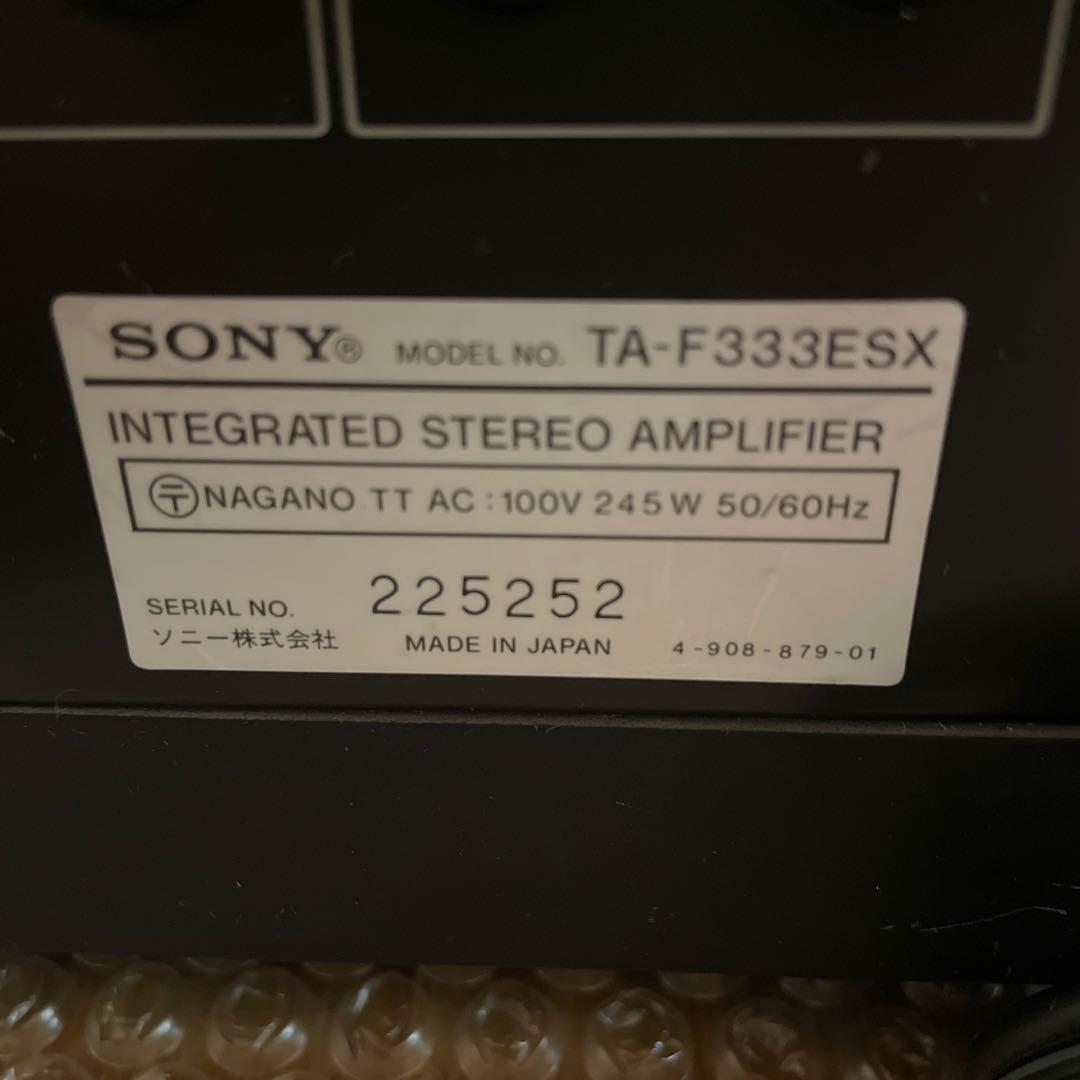 SONY® MODEL NO. TA-F333ESX
INTEGRATED STEREO AMPLIFIER
〶NAGANO TT AC:100V 245W 50/60Hz
SERIAL NO. 225252
ソニー株式会社 MADE IN JAPAN 4-908-879-01